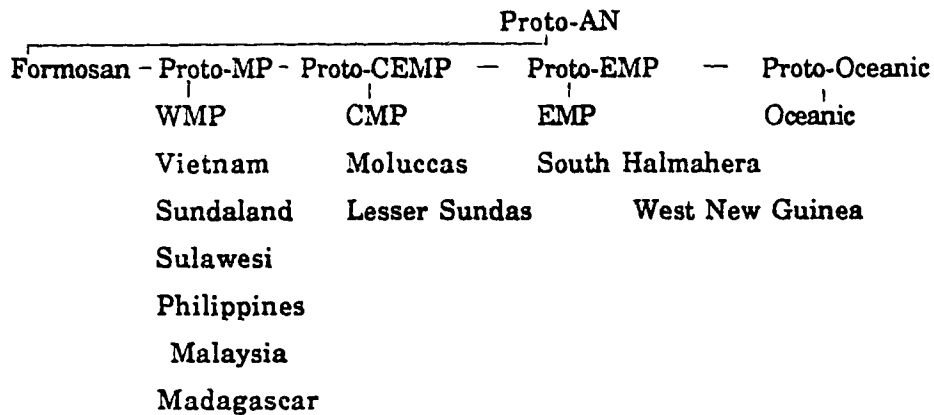 Proto-AN
Formosan - Proto-MP - Proto-CEMP — Proto-EMP — Proto-Oceanic
WMP CMP EMP Oceanic
Vietnam Moluccas South Halmahera
Sundaland Lesser Sundas West New Guinea
Sulawesi
Philippines
Malaysia
Madagascar